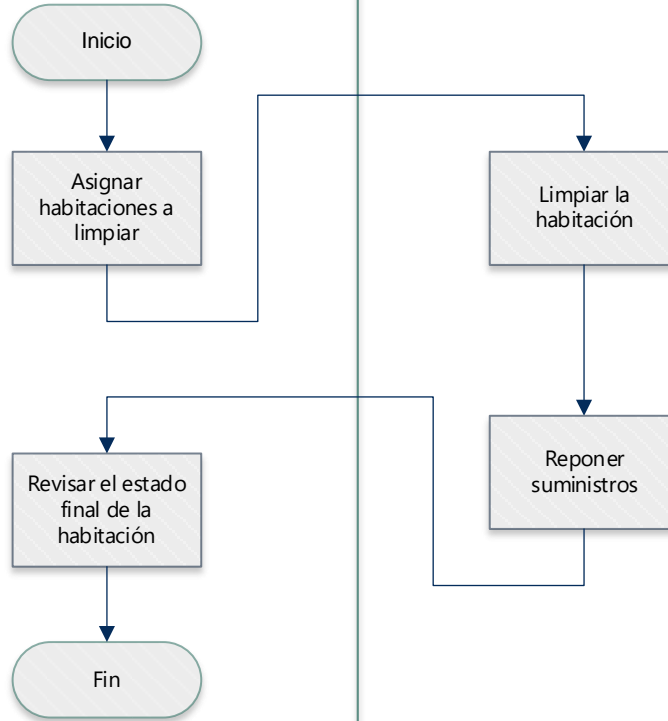 Inicio
Asignar
habitaciones a
limpiar
Limpiar la
habitación
Reponer
suministros
Revisar el estado
final de la
habitación
Fin